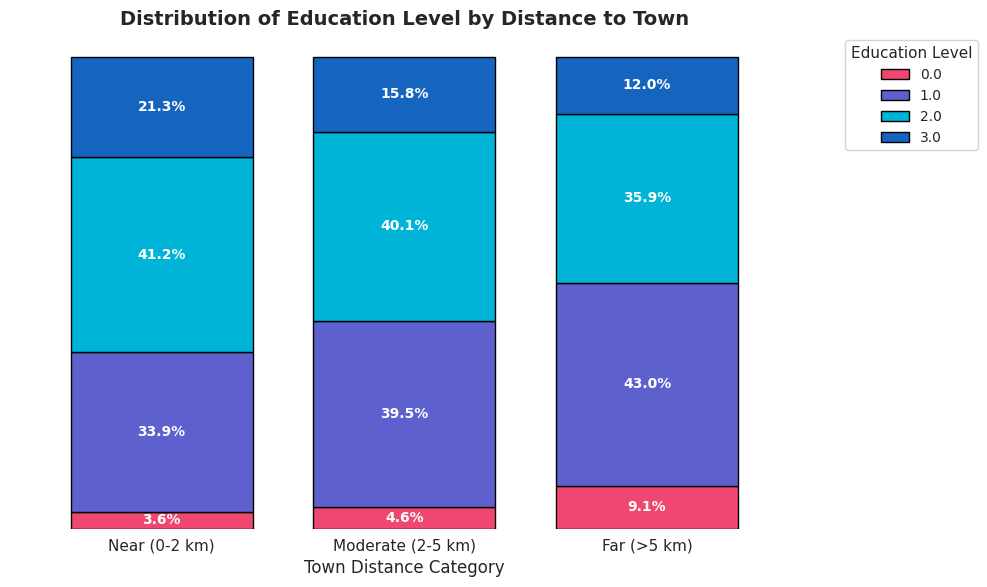 Distribution of Education Level by Distance to Town
Education Level
0.0
1.0
2.0
3.0
21.3%
15.8%
12.0%
41.2%
40.1%
35.9%
33.9%
39.5%
43.0%
3.6%
4.6%
9.1%
Near (0-2 km)
Moderate (2-5 km)
Far (>5 km)
Town Distance Category